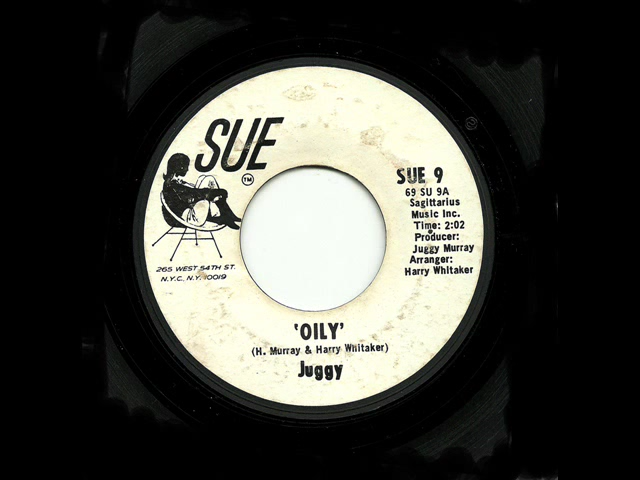 SUE
TM
265 WEST 54TH ST.
N.Y.C. N.Y. 10019
SUE 9
69 SU 9A
Sagittarius
Music Inc.
Time: 2:02
Producer:
Juggy Murray
Arranger:
Harry Whitaker
'OILY'
(H. Murray & Harry Whitaker)
Juggy